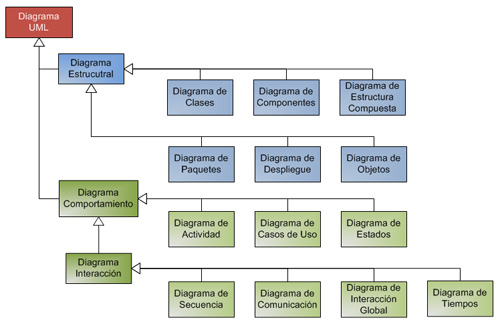 Diagrama
UML
Diagrama
Estrucutral
Diagrama de
Clases
Diagrama de
Componentes
Diagrama de
Estructura
Compuesta
Diagrama de
Paquetes
Diagrama de
Despliegue
Diagrama de
Objetos
Diagrama
Comportamiento
Diagrama de
Actividad
Diagrama de
Casos de Uso
Diagrama de
Estados
Diagrama
Interacción
Diagrama de
Secuencia
Diagrama de
Comunicación
Diagrama de
Interacción
Global
Diagrama de
Tiempos